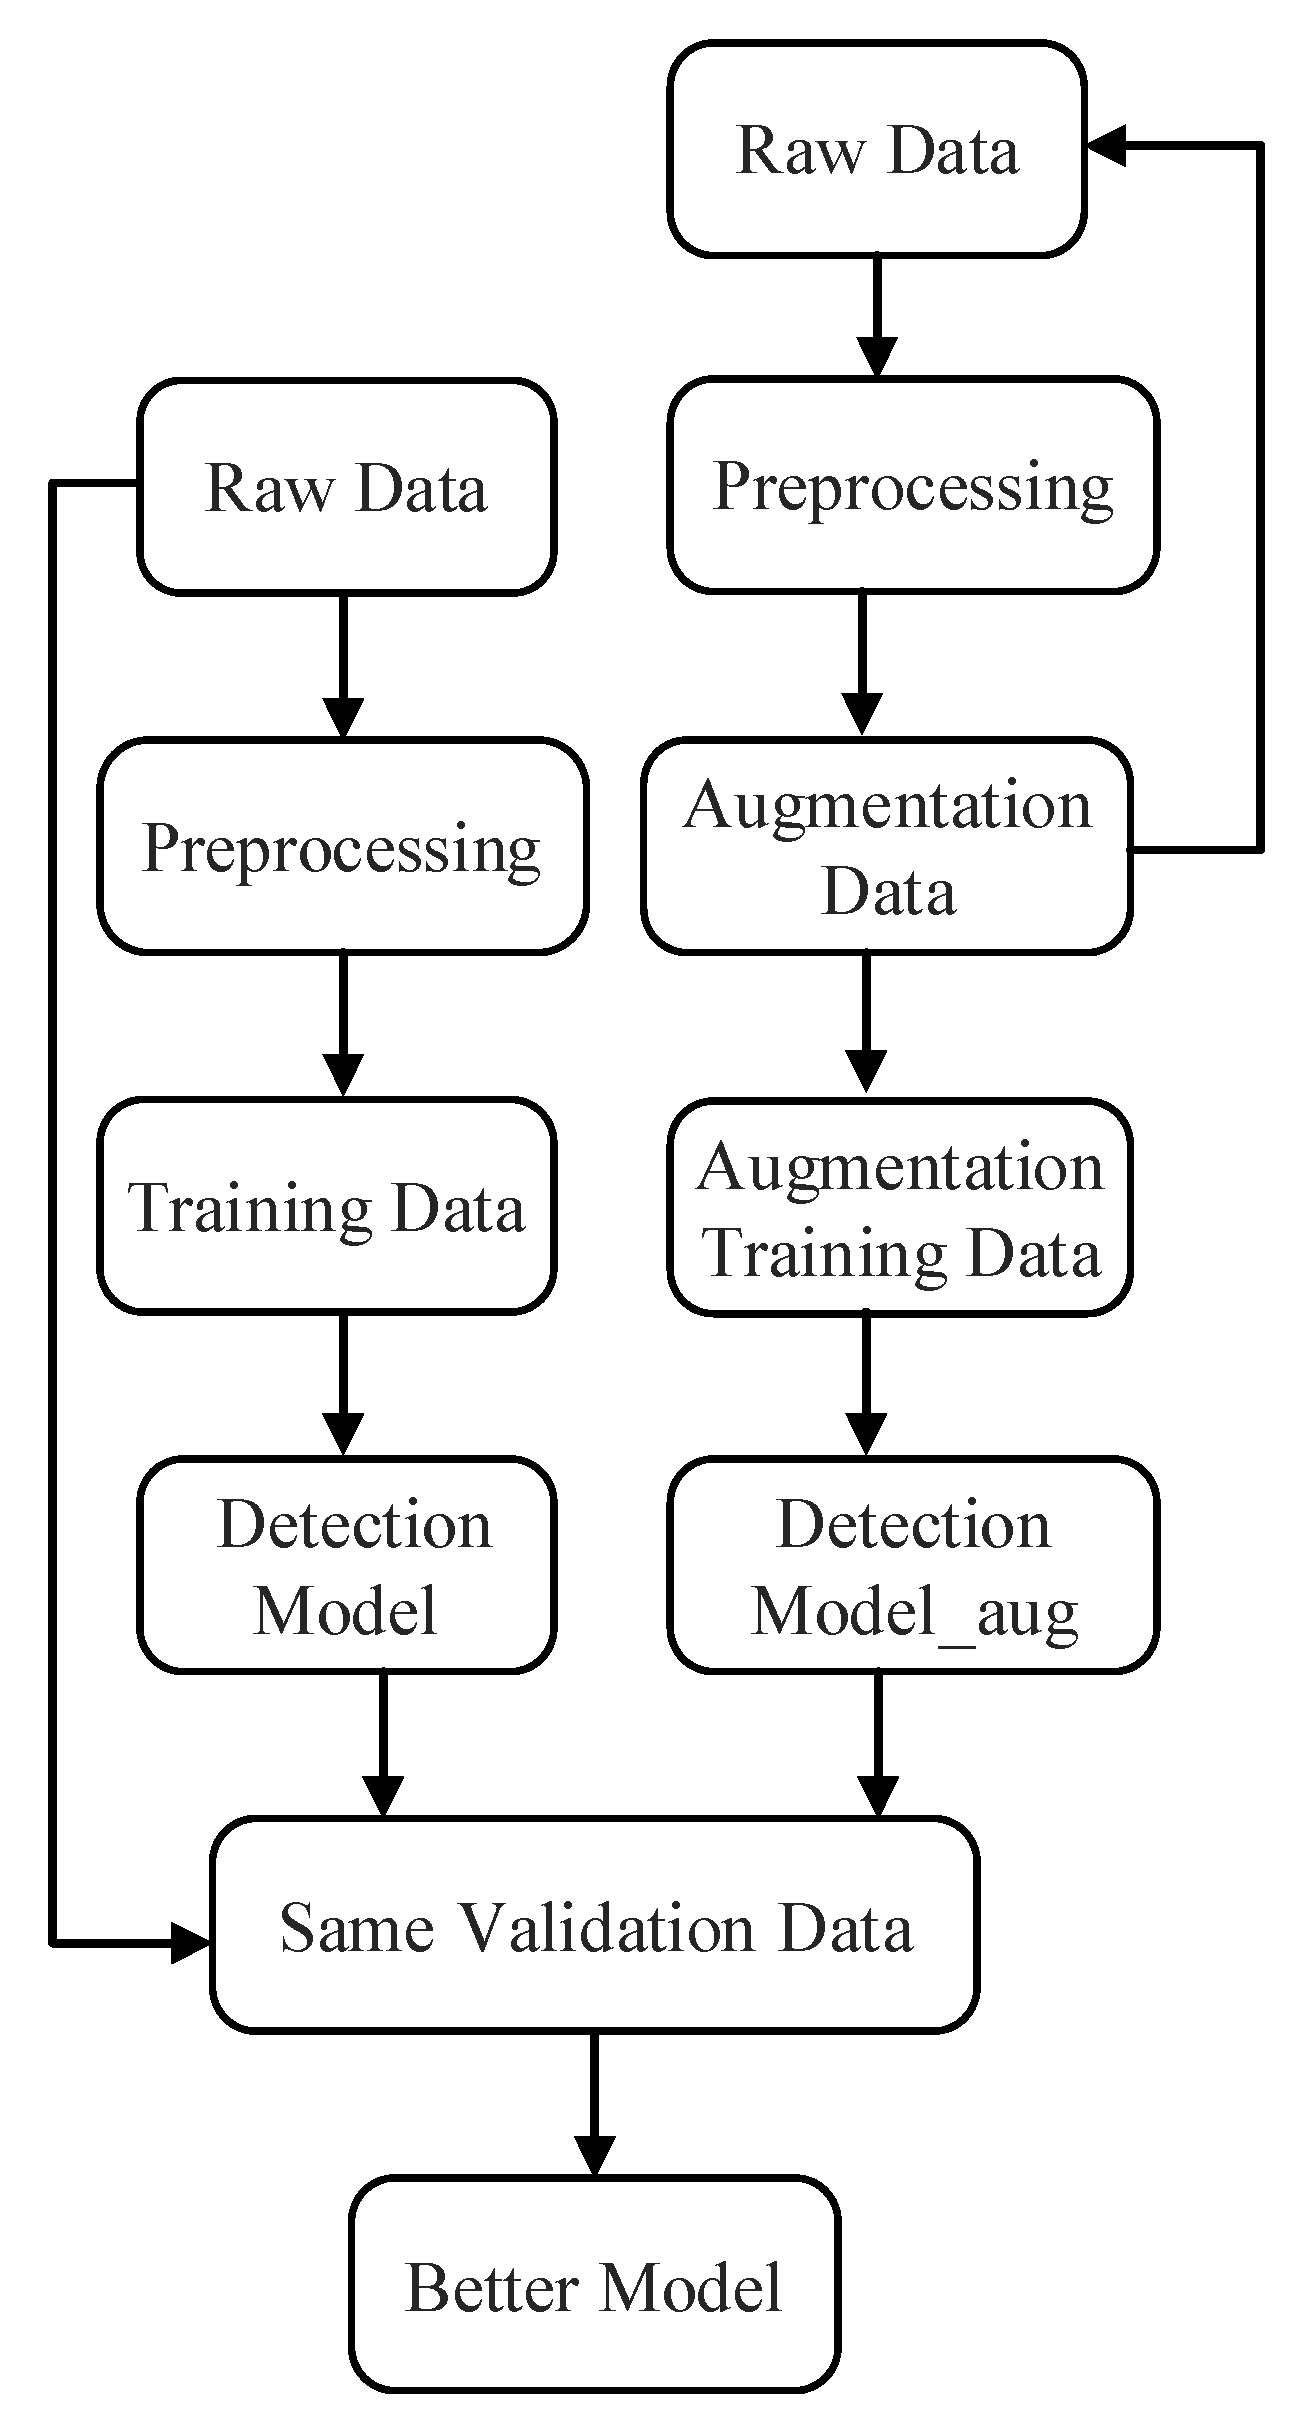 Raw Data
Raw Data
Preprocessing
Preprocessing
Augmentation
Data
Training Data
Augmentation
Training Data
Detection
Model
Detection
Model_aug
Same Validation Data
Better Model